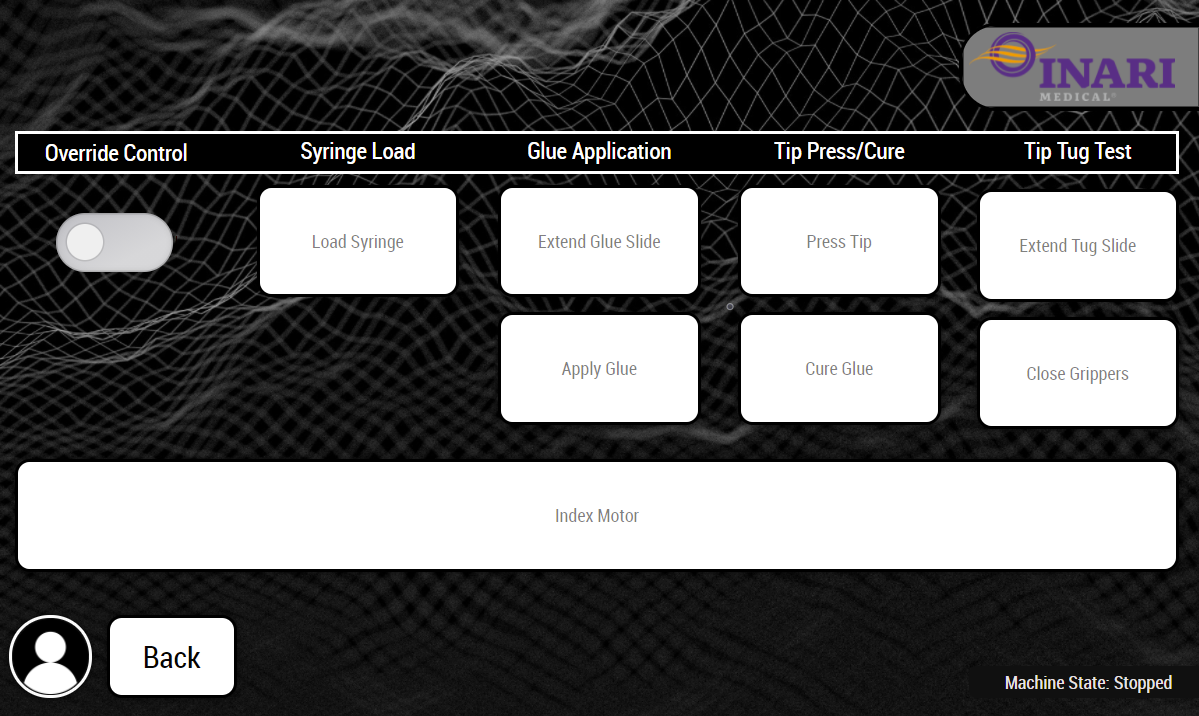 INARI
MEDICAL®
Override Control Syringe Load Glue Application Tip Press/Cure Tip Tug Test
Load Syringe Extend Glue Slide Press Tip Extend Tug Slide
Apply Glue Cure Glue Close Grippers
Index Motor
Back
Machine State: Stopped